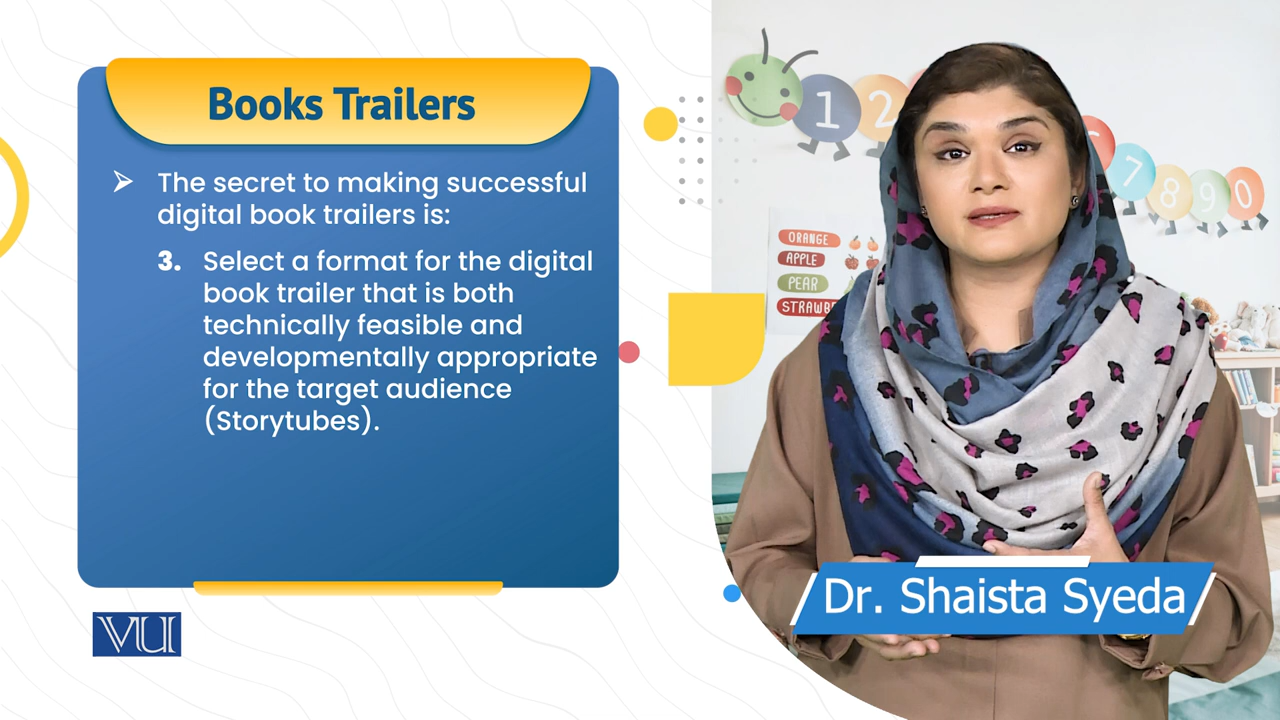 Books Trailers
➢ The secret to making successful
digital book trailers is:
3. Select a format for the digital
book trailer that is both
technically feasible and
developmentally appropriate
for the target audience
(Storytubes).
VU
1 2
7 8 9 0
ORANGE
APPLE
PEAR
STRAWBE
Dr. Shaista Syeda